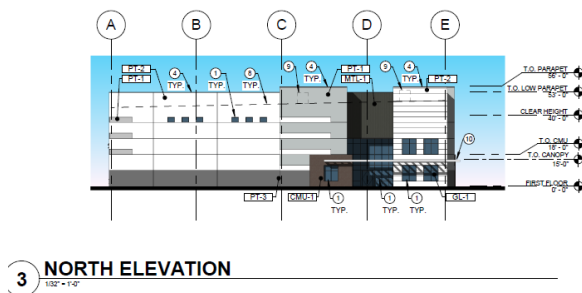 A B C D E
PT-2 4 1 8 9 4 PT-1 9 4
PT-1 TYP. TYP. TYP. TYP. MTL-1 TYP. PT-2
T.O. PARAPET
56' - 0"
T.O. LOW PARAPET
53' - 0"
CLEAR HEIGHT
40' - 0"
10
T.O. CMU
16' - 0"
T.O. CANOPY
15'-0"
FIRST FLOOR
0' - 0"
PT-3 CMU-1 1 1 1 GL-1
TYP. TYP. TYP.
3 NORTH ELEVATION
1/32" = 1'-0"